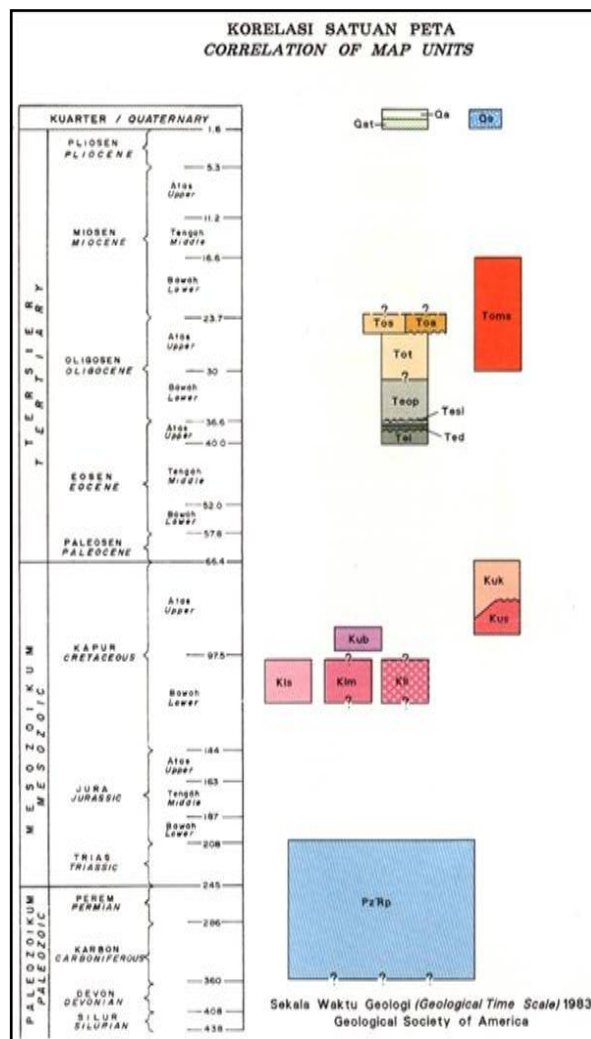 KORELASI SATUAN PETA
CORRELATION OF MAP UNITS
KUARTER / QUATERNARY
Qa
Qat
Qs
1.6
PLIOSEN
PLIOCENE
5.3
Atas
Upper
11.2
MIOSEN
MIOCENE
Tengah
Middle
16.6
Bawah
Lower
Toms
23.7
?
?
Tos
Toa
OLIGOSEN
OLIGOCENE
Atas
Upper
Tot
30
?
Bawah
Lower
Teop
36.6
Tesl
Atas
Upper
Tel
Ted
40.0
EOSEN
EOCENE
Tengah
Middle
52.0
Bawah
Lower
57.8
PALEOSEN
PALEOCENE
66.4
TERSIER
TERTIARY
Atas
Upper
Kuk
Kus
KAPUR
CRETACEOUS
Kub
97.5
?
?
Kls
Klm
Kll
?
?
Bawah
Lower
144
Atas
Upper
163
JURA
JURASSIC
Tengah
Middle
187
Bawah
Lower
208
TRIAS
TRIASSIC
245
MESOZOIKUM
MESOZOIC
PEREM
PERMIAN
286
PzRp
KARBON
CARBONIFEROUS
360
?
?
?
DEVON
DEVONIAN
408
SILUR
SILURIAN
438
PALEOZOIKUM
PALEOZOIC
Sekala Waktu Geologi (Geological Time Scale) 1983
Geological Society of America